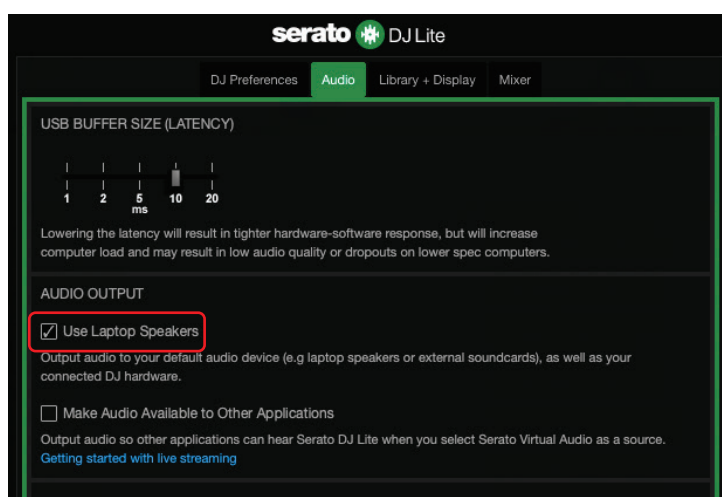 serato DJ Lite
DJ Preferences Audio Library + Display Mixer
USB BUFFER SIZE (LATENCY)
1 2 5 10 20
ms
Lowering the latency will result in tighter hardware-software response, but will increase
computer load and may result in low audio quality or dropouts on lower spec computers.
AUDIO OUTPUT
Use Laptop Speakers
Output audio to your default audio device (e.g laptop speakers or external soundcards), as well as your
connected DJ hardware.
Make Audio Available to Other Applications
Output audio so other applications can hear Serato DJ Lite when you select Serato Virtual Audio as a source.
Getting started with live streaming